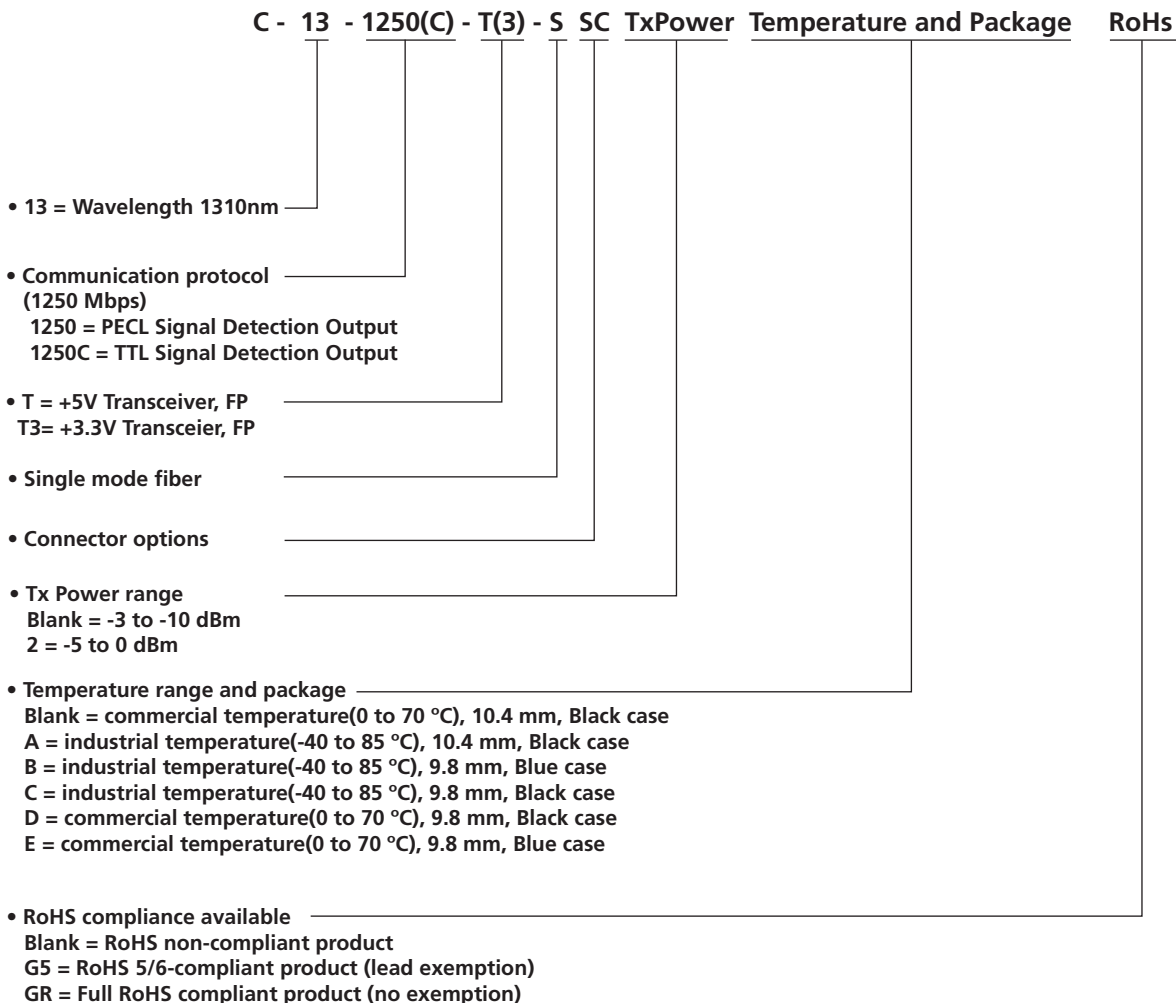 C - 13 - 1250(C) - T(3) - S SC TxPower Temperature and Package RoHs
• 13 = Wavelength 1310nm
• Communication protocol
(1250 Mbps)
1250 = PECL Signal Detection Output
1250C = TTL Signal Detection Output
• T = +5V Transceiver, FP
T3= +3.3V Transceier, FP
• Single mode fiber
• Connector options
• Tx Power range
Blank = -3 to -10 dBm
2 = -5 to 0 dBm
• Temperature range and package
Blank = commercial temperature(0 to 70 ºC), 10.4 mm, Black case
A = industrial temperature(-40 to 85 ºC), 10.4 mm, Black case
B = industrial temperature(-40 to 85 ºC), 9.8 mm, Blue case
C = industrial temperature(-40 to 85 ºC), 9.8 mm, Black case
D = commercial temperature(0 to 70 ºC), 9.8 mm, Black case
E = commercial temperature(0 to 70 ºC), 9.8 mm, Blue case
• RoHS compliance available
Blank = RoHS non-compliant product
G5 = RoHS 5/6-compliant product (lead exemption)
GR = Full RoHS compliant product (no exemption)